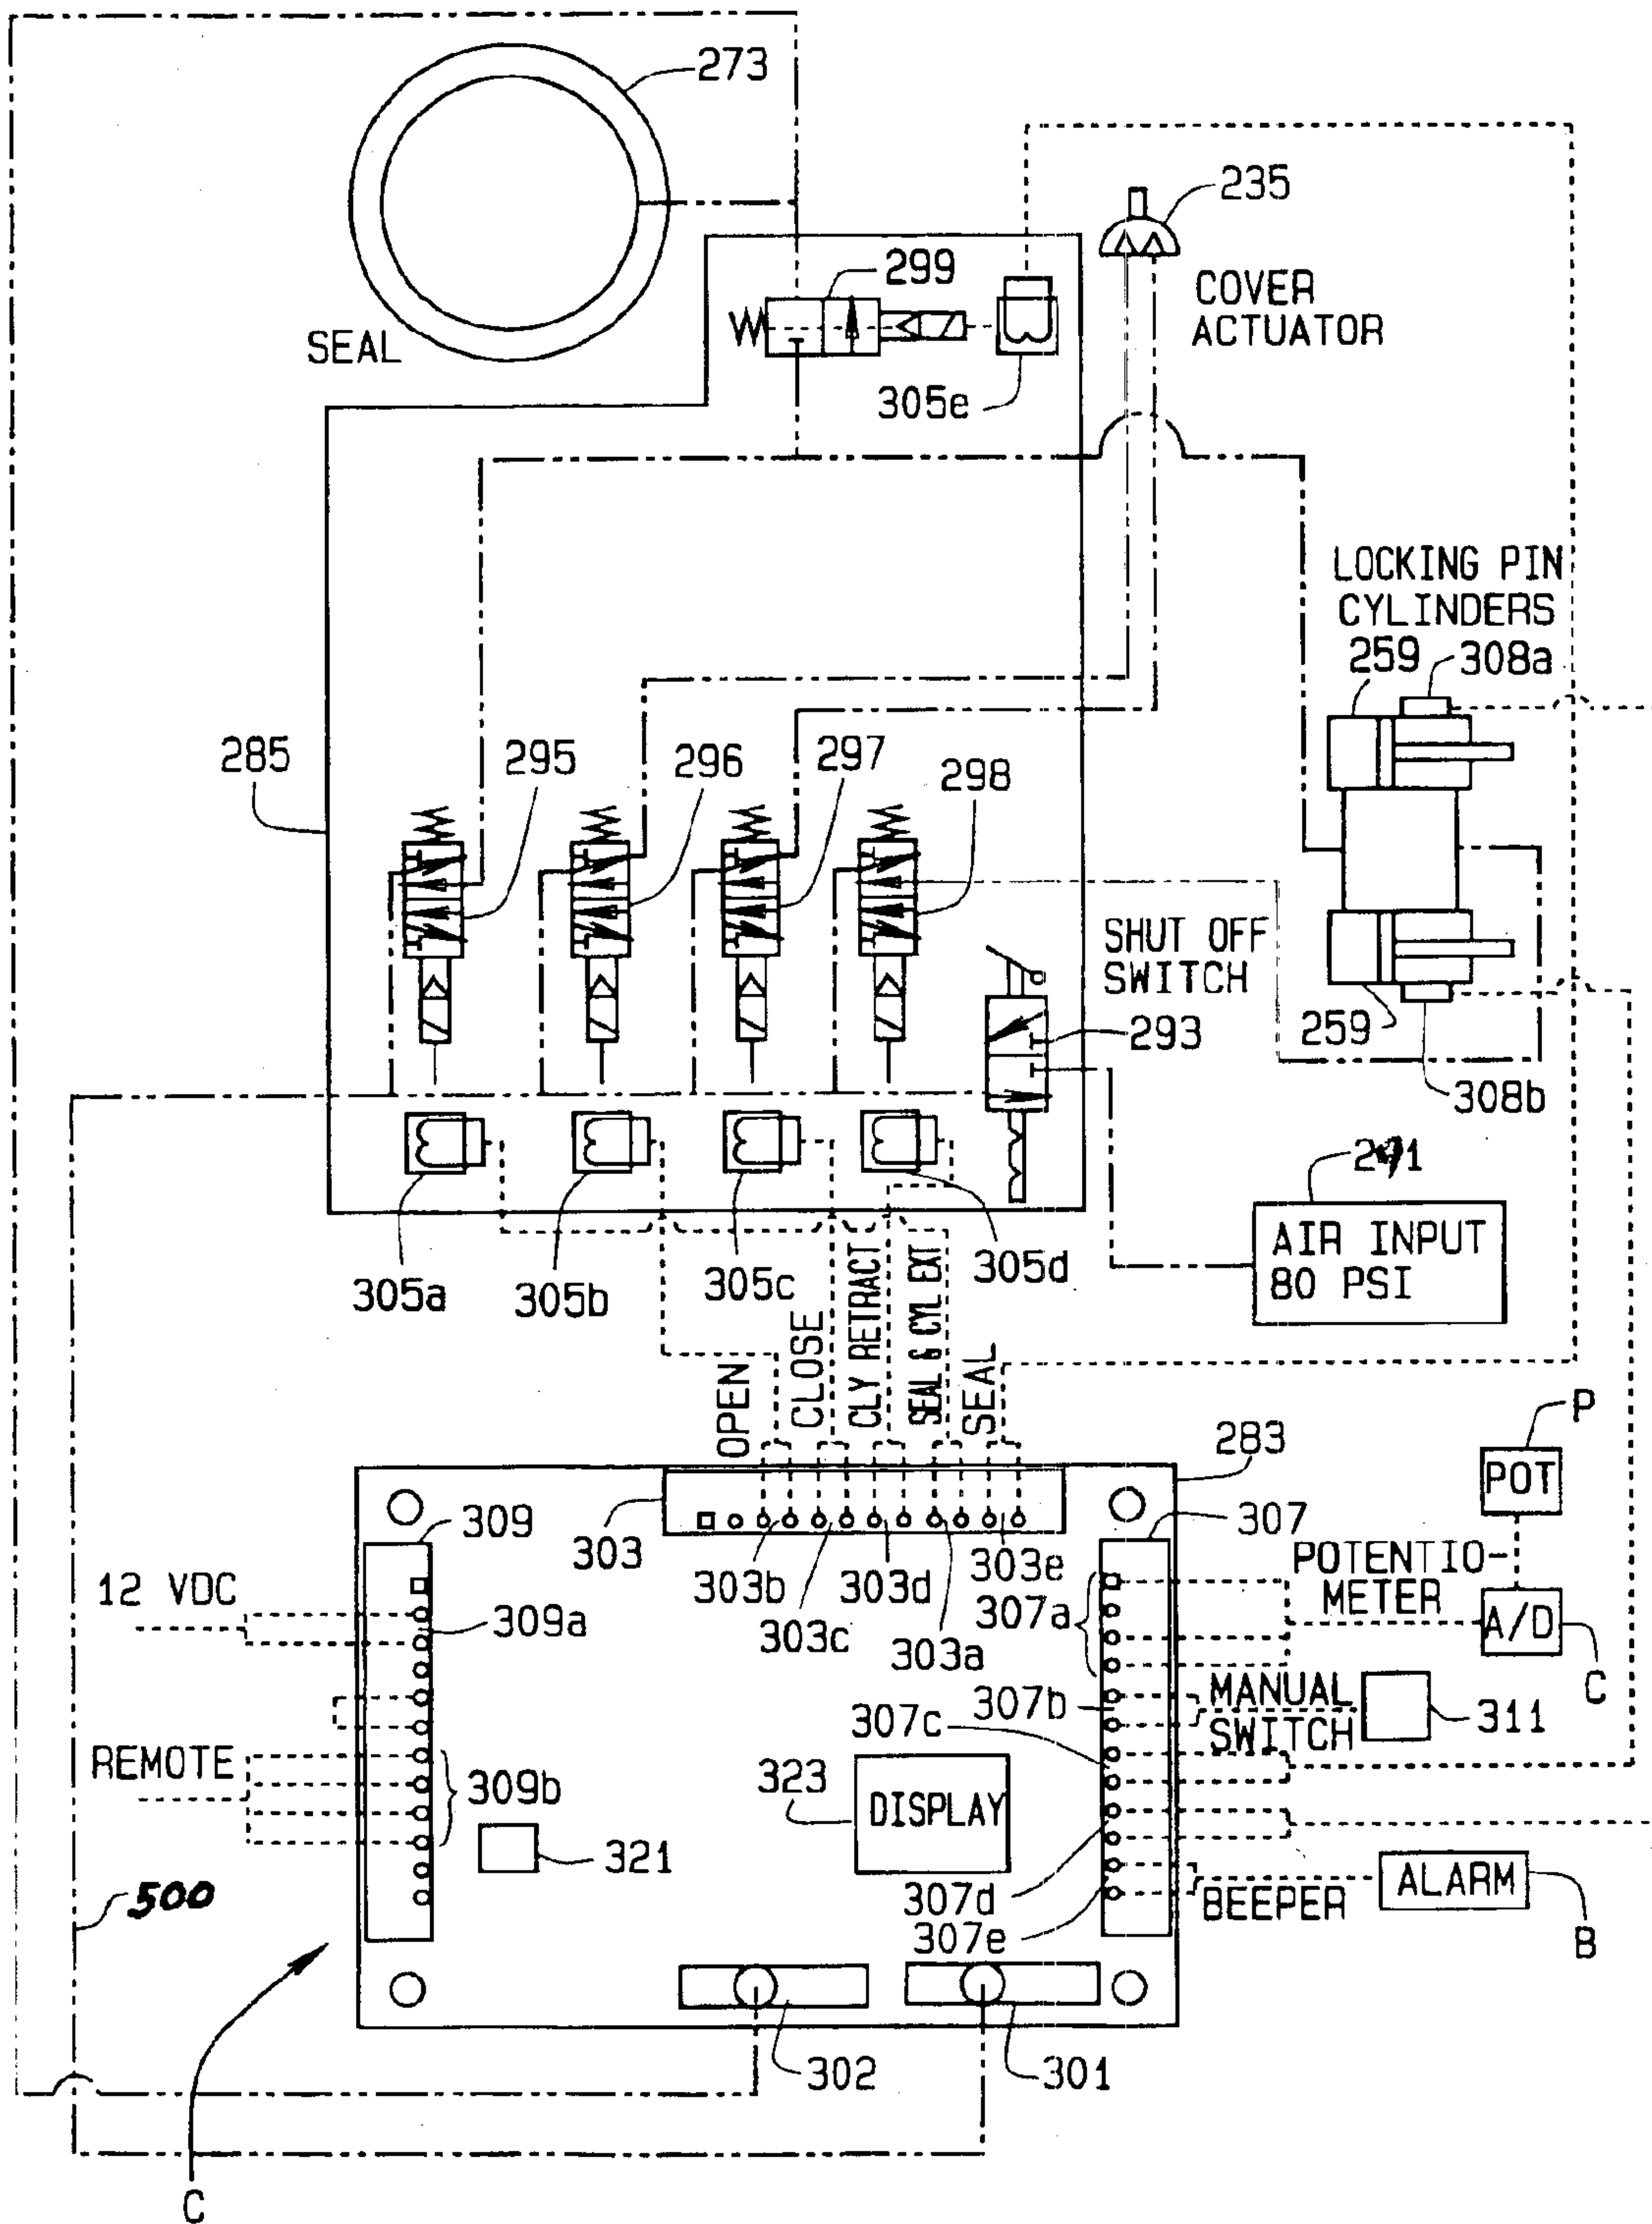 273
235
299
SEAL
COVER
ACTUATOR
305e
LOCKING PIN
CYLINDERS
259
308a
285
295
296
297
298
SHUT OFF
SWITCH
293
259
308b
AIR INPUT
80 PSI
305a
305b
305c
305d
OPEN
CLOSE
CLY RETRACT
SEAL & CYL EXT
SEAL
P
POT
283
309
303
307
12 VDC
309a
303b
303c
303d
303a
303e
307a
POTENTIO-
METER
A/D
C
307b
MANUAL
SWITCH
311
307c
REMOTE
309b
321
323
DISPLAY
307d
307e
BEEPER
ALARM
B
500
302
301
C